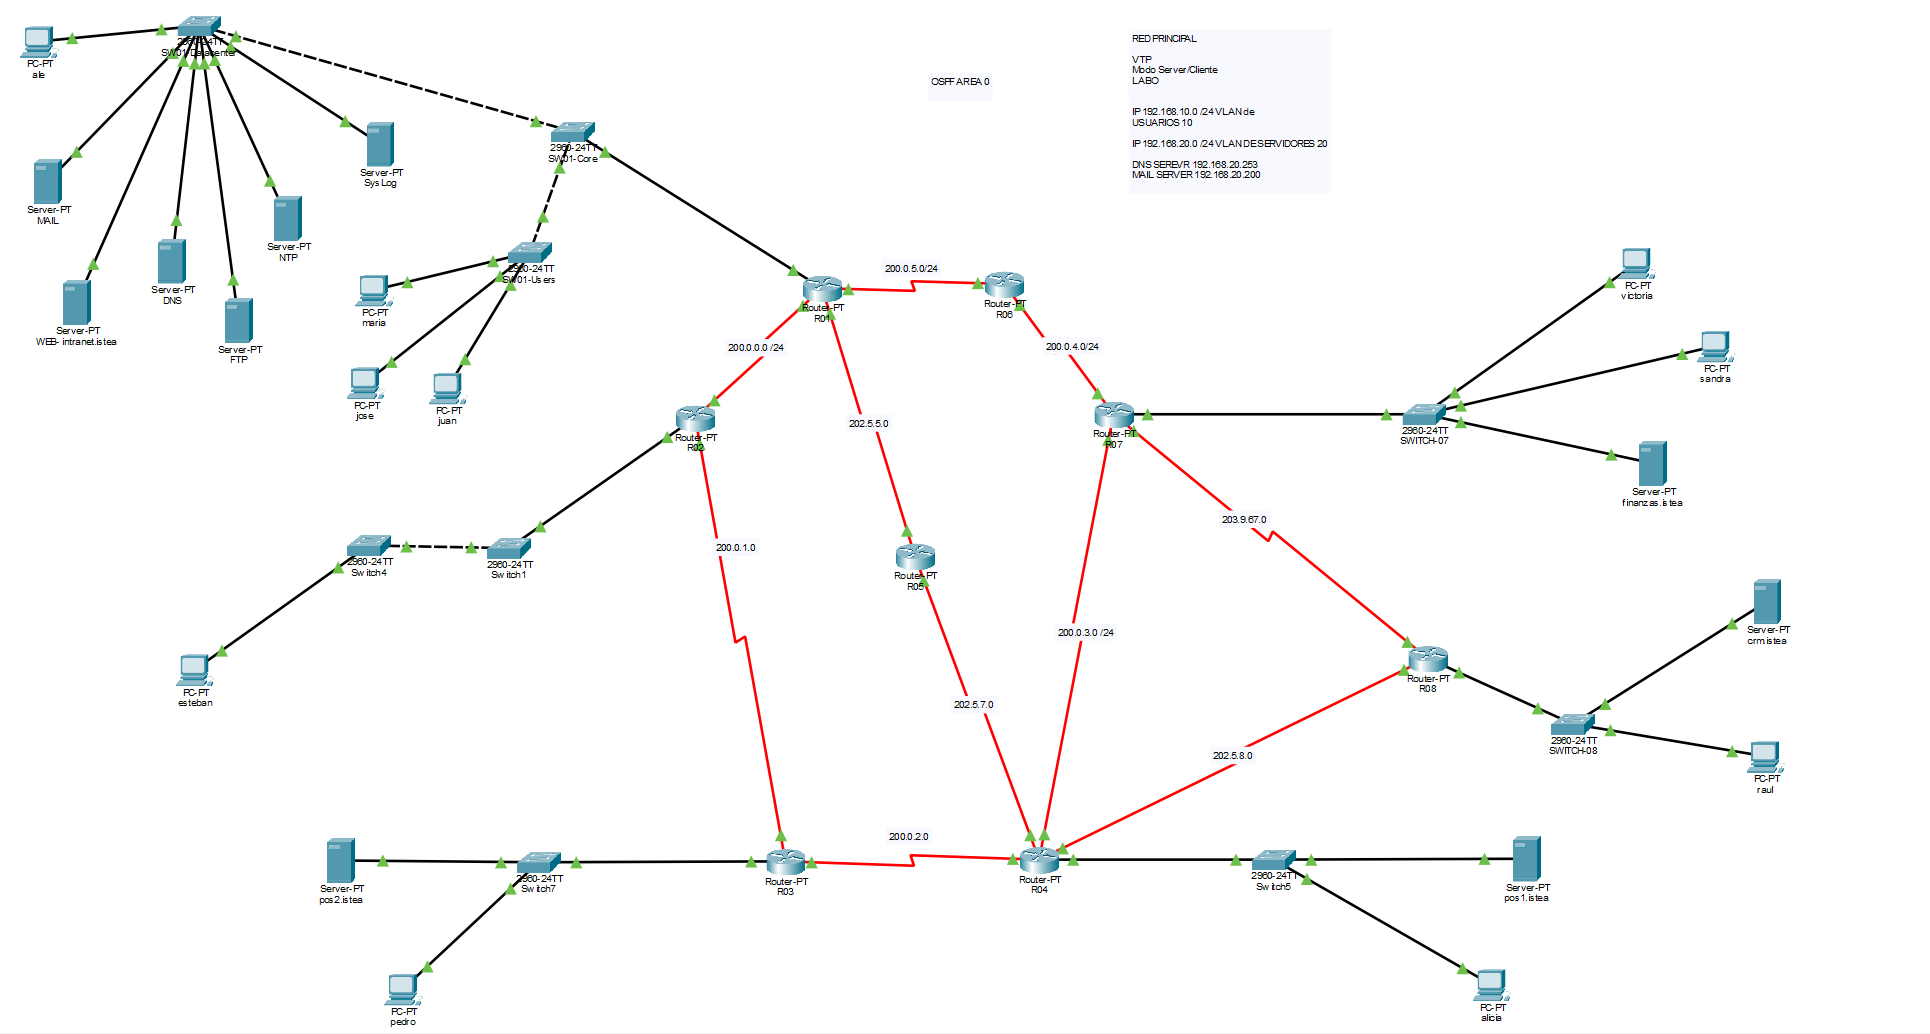 PC-PT
ale
2960-24TT
SW01-Datacenter
Server-PT
SysLog
Server-PT
MAIL
Server-PT
NTP
Server-PT
DNS
Server-PT
WEB- intranet.istea
Server-PT
FTP
2960-24TT
SW01-Core
2960-24TT
SW01-Users
PC-PT
maria
PC-PT
jose
PC-PT
juan
OSPF AREA 0
RED PRINCIPAL
VTP
Modo Server/Cliente
LABO
IP 192.168.10.0 /24 VLAN de
USUARIOS 10
IP 192.168.20.0 /24 VLAN DE SERVIDORES 20
DNS SEREVR 192.168.20.253
MAIL SERVER 192.168.20.200
Router-PT
R01
200.0.5.0/24
Router-PT
R06
200.0.0.0 /24
200.0.4.0/24
202.5.5.0
Router-PT
R02
Router-PT
R07
2960-24TT
SWITCH-07
PC-PT
victoria
PC-PT
sandra
Server-PT
finanzas.istea
203.9.67.0
200.0.1.0
2960-24TT
Switch4
2960-24TT
Switch1
Router-PT
R05
PC-PT
esteban
200.0.3.0 /24
202.5.7.0
Router-PT
R08
Server-PT
crm.istea
2960-24TT
SWITCH-08
PC-PT
raul
202.5.8.0
200.0.2.0
Server-PT
pos2.istea
2960-24TT
Switch7
Router-PT
R03
Router-PT
R04
2960-24TT
Switch5
Server-PT
pos1.istea
PC-PT
pedro
PC-PT
alicia